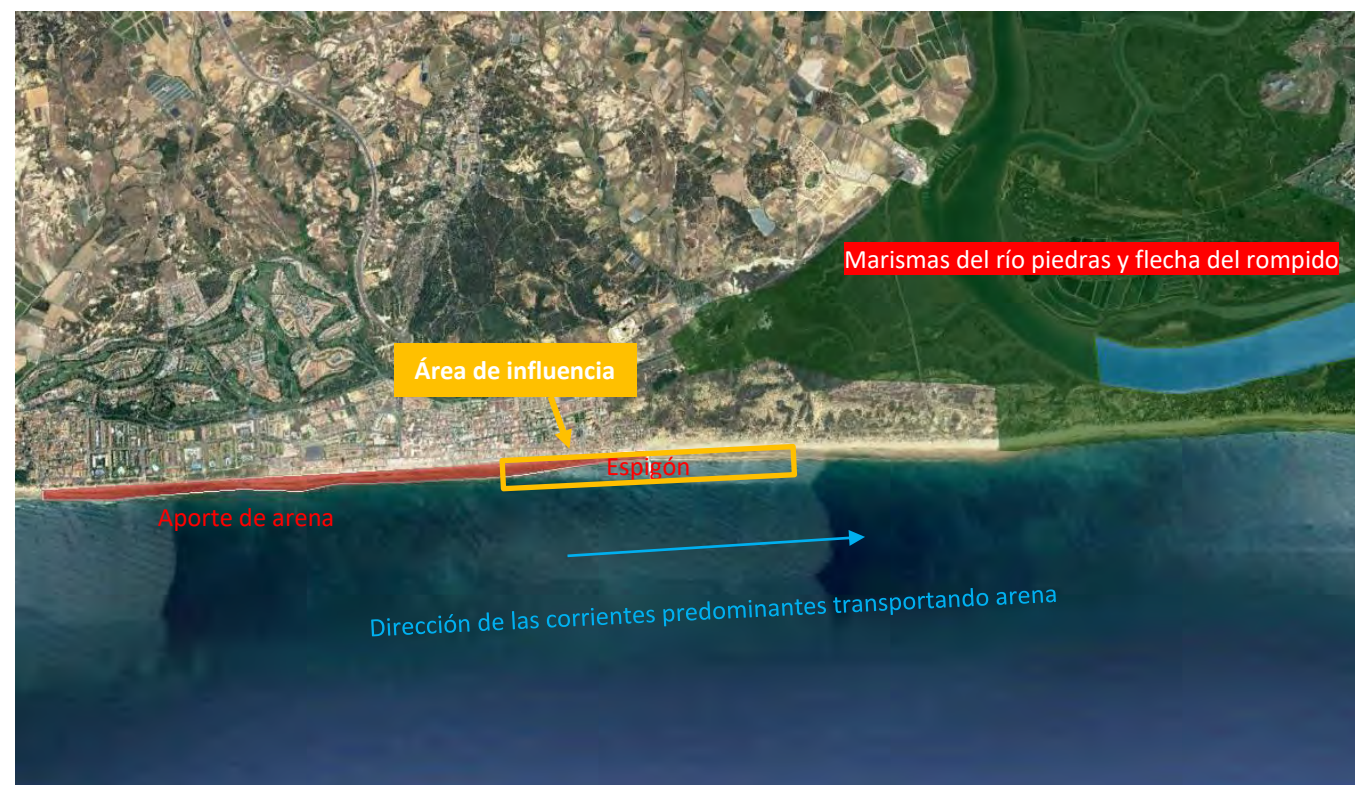 Marismas del río piedras y flecha del rompido
Área de influencia
Espigón
Aporte de arena
Dirección de las corrientes predominantes transportando arena